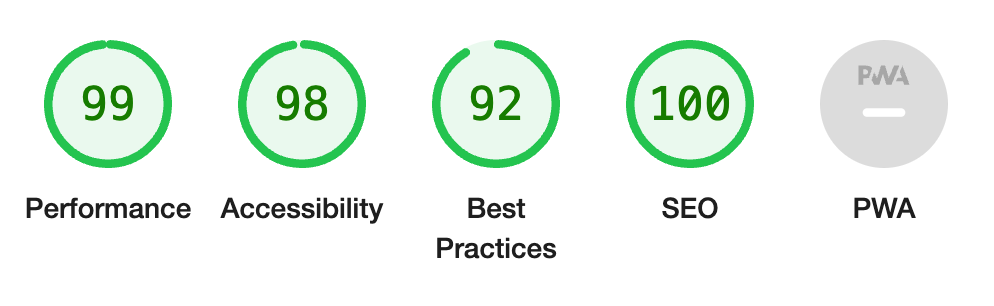 99
98
92
100
PWA
Performance
Accessibility
Best
Practices
SEO
PWA